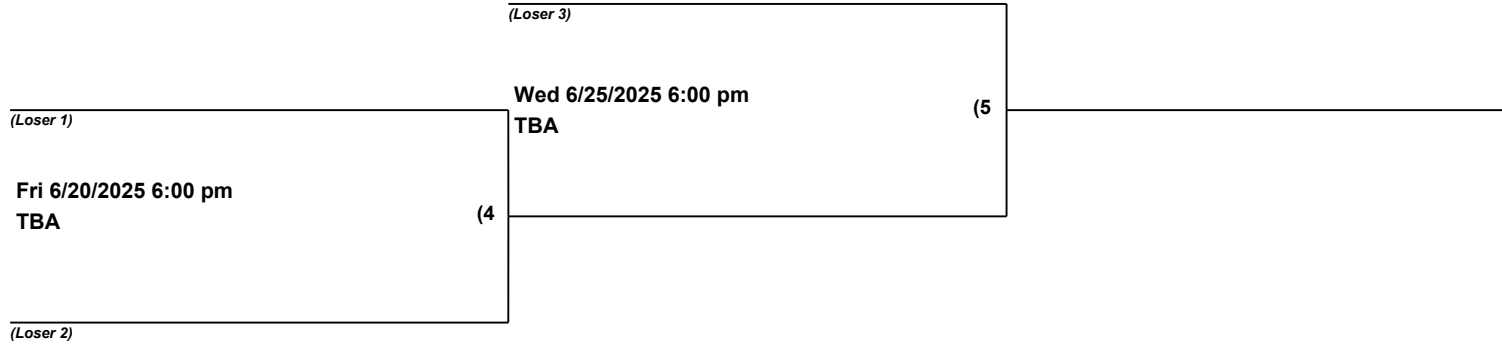 (Loser 3)
Wed 6/25/2025 6:00 pm
(5
TBA
(Loser 1)
Fri 6/20/2025 6:00 pm
TBA
(4
(Loser 2)